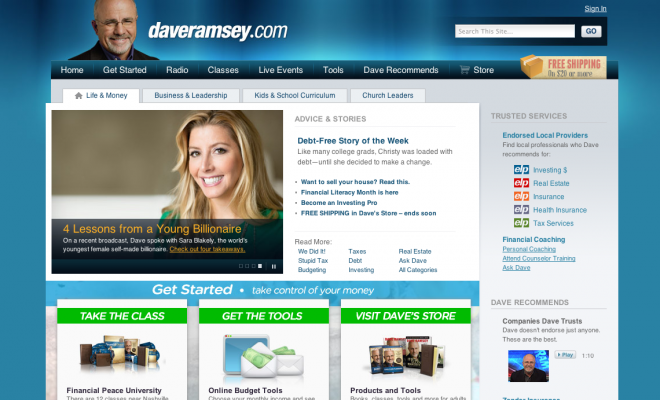 Sign In
daveramsey.com
Search This Site...
GO
Home
Get Started
Radio
Classes
Live Events
Tools
Dave Recommends
Store
FREE SHIPPING
On $20 or more
Life & Money
Business & Leadership
Kids & School Curriculum
Church Leaders
4 Lessons from a Young Billionaire
On a recent broadcast, Dave spoke with Sara Blakely, the world's
youngest female self-made billionaire. Check out four takeaways.
ADVICE & STORIES
Debt-Free Story of the Week
Like many college grads, Christy was loaded with
debt—until she decided to make a change.
• Want to sell your house? Read this.
• Financial Literacy Month is here
• Become an Investing Pro
• FREE SHIPPING in Dave's Store – ends soon
Read More:
We Did It! Taxes Real Estate
Stupid Tax Debt Ask Dave
Budgeting Investing All Categories
TRUSTED SERVICES
Endorsed Local Providers
Find local professionals who Dave
recommends for:
elp Investing $
elp Real Estate
elp Insurance
elp Health Insurance
elp Tax Services
Financial Coaching
Personal Coaching
Attend Counselor Training
Ask Dave
DAVE RECOMMENDS
Companies Dave Trusts
Dave doesn't endorse just anyone.
These are the best.
Play 1:10
Get Started • take control of your money
TAKE THE CLASS
Financial Peace University
There are 12 classes near Nashville
GET THE TOOLS
Online Budget Tools
Choose your monthly income and see
VISIT DAVE'S STORE
Products and Tools
Books, classes, tools and more for adults